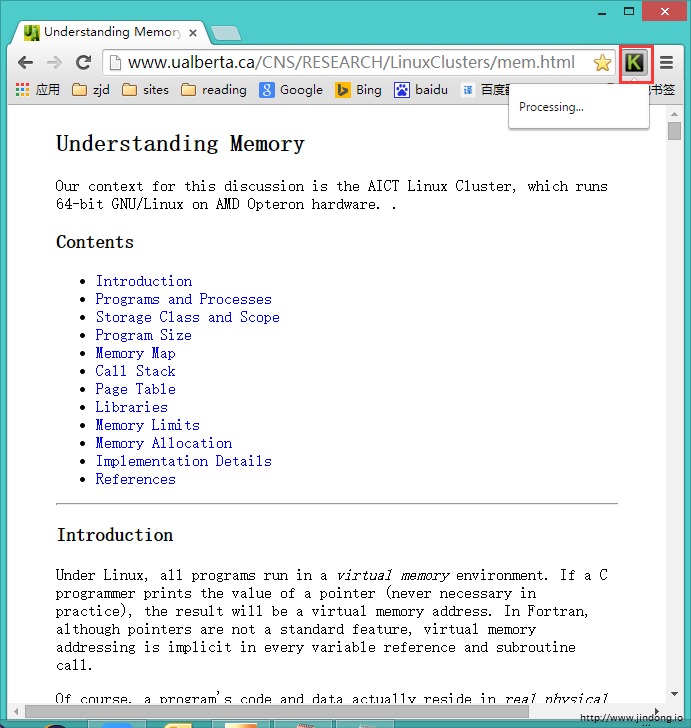 Understanding Memory
www.ualberta.ca/CNS/RESEARCH/LinuxClusters/mem.html
K
应用 zjd sites reading Google Bing baidu 译 百度翻 书签
Processing...
Understanding Memory
Our context for this discussion is the AICT Linux Cluster, which runs
64-bit GNU/Linux on AMD Opteron hardware. .
Contents
Introduction
Programs and Processes
Storage Class and Scope
Program Size
Memory Map
Call Stack
Page Table
Libraries
Memory Limits
Memory Allocation
Implementation Details
References
Introduction
Under Linux, all programs run in a virtual memory environment. If a C
programmer prints the value of a pointer (never necessary in
practice), the result will be a virtual memory address. In Fortran,
although pointers are not a standard feature, virtual memory
addressing is implicit in every variable reference and subroutine
call.
Of course, a program's code and data actually reside in real physical
http://www.jindong.io